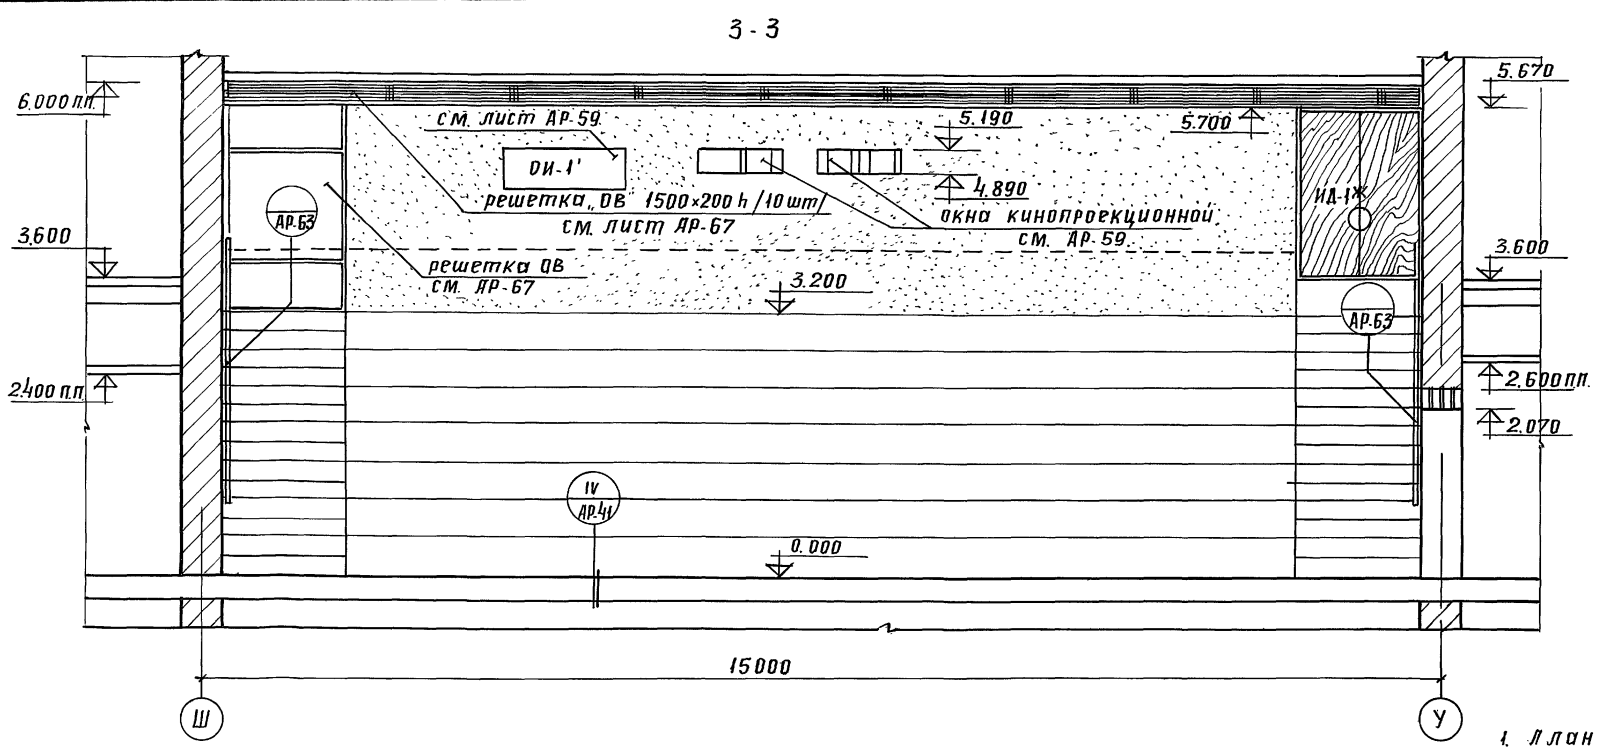 3-3
6.000 п.п.
5.670
см. лист АР-59.
5.190
5.700
ОИ-1'
4.890
ИД-1ж
АР-63
решетка „ОВ" 1500×200 h /10 шт/
см. лист АР-67
окна кинопроекционной
см. АР-59.
3.600
3.600
решетка ОВ
см. АР-67
3.200
АР-63
2.400 п.п.
2.600 п.п.
2.070
IV
АР-41
0.000
15000
Ш
У
1. План